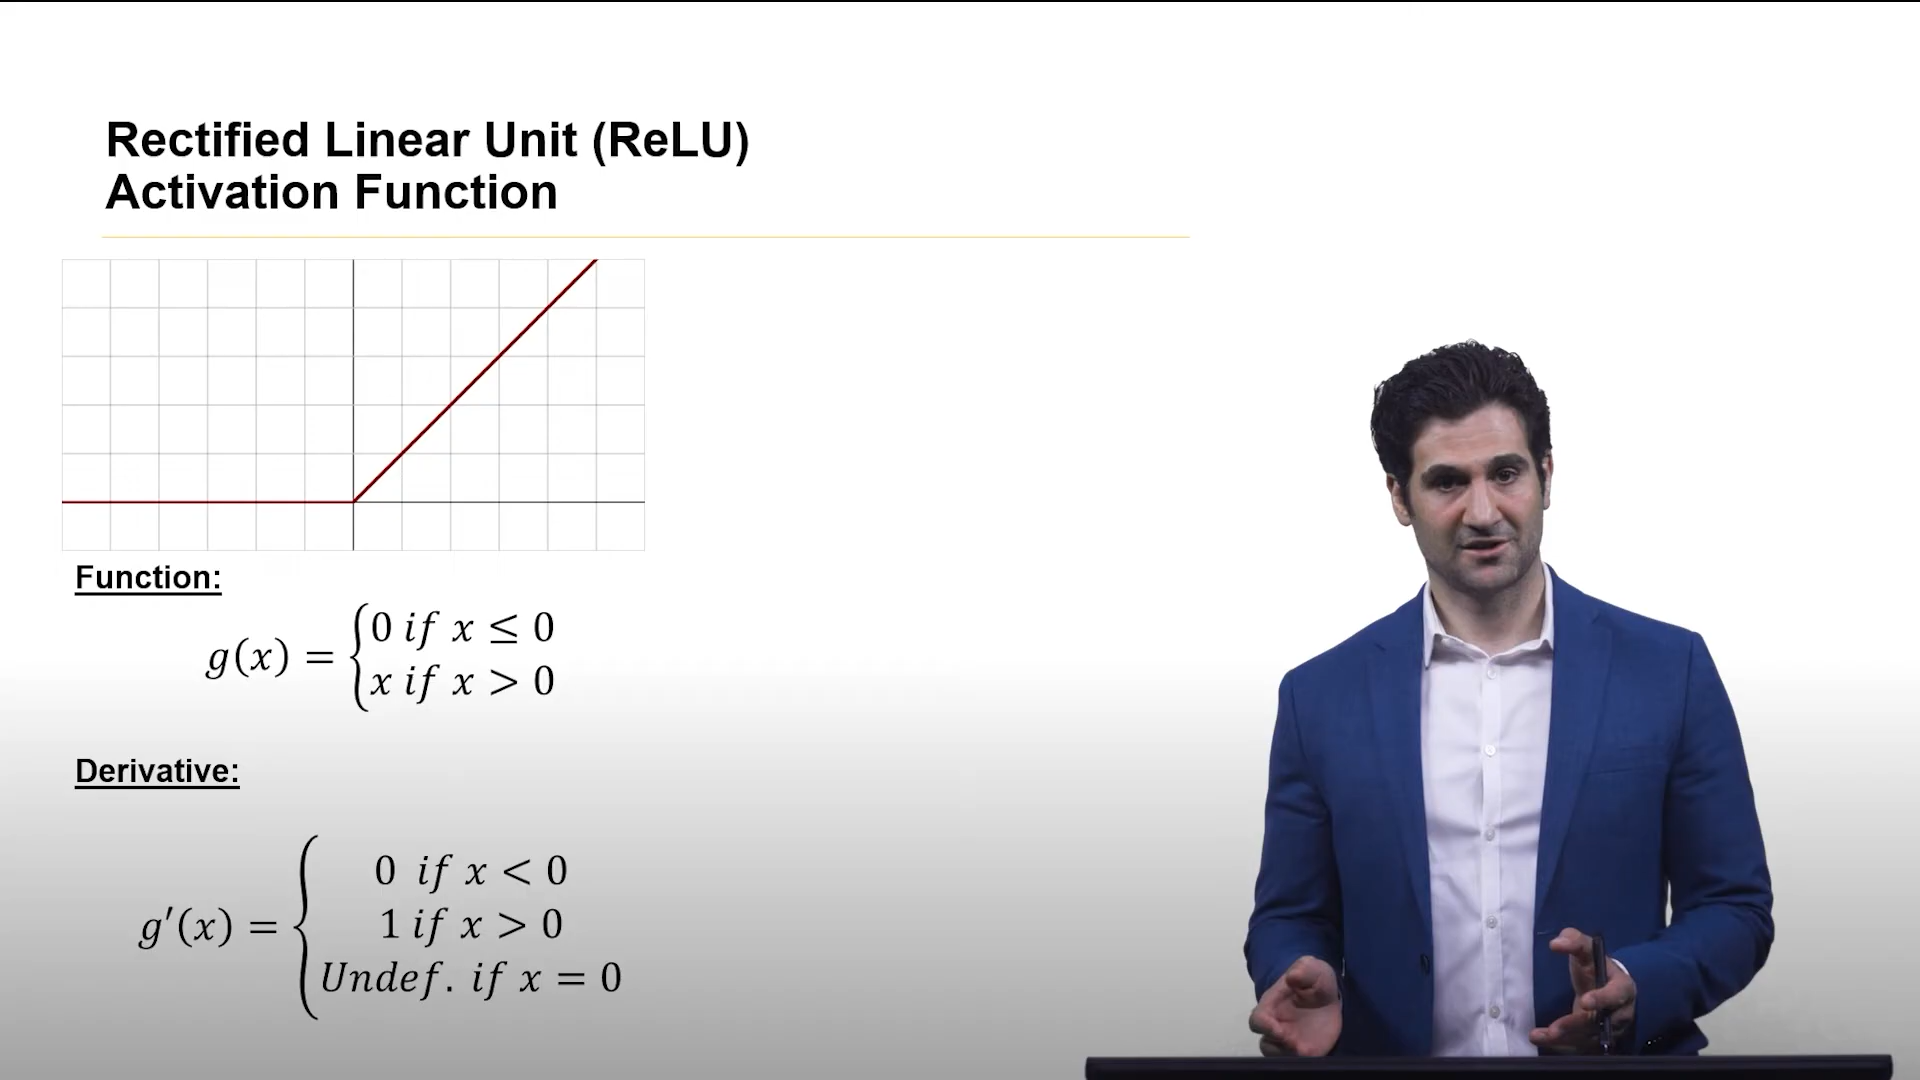 Rectified Linear Unit (ReLU)
Activation Function
Function:
g(x) = {0 if x ≤ 0
x if x > 0
Derivative:
g′(x) = {0 if x < 0
1 if x > 0
Undef. if x = 0